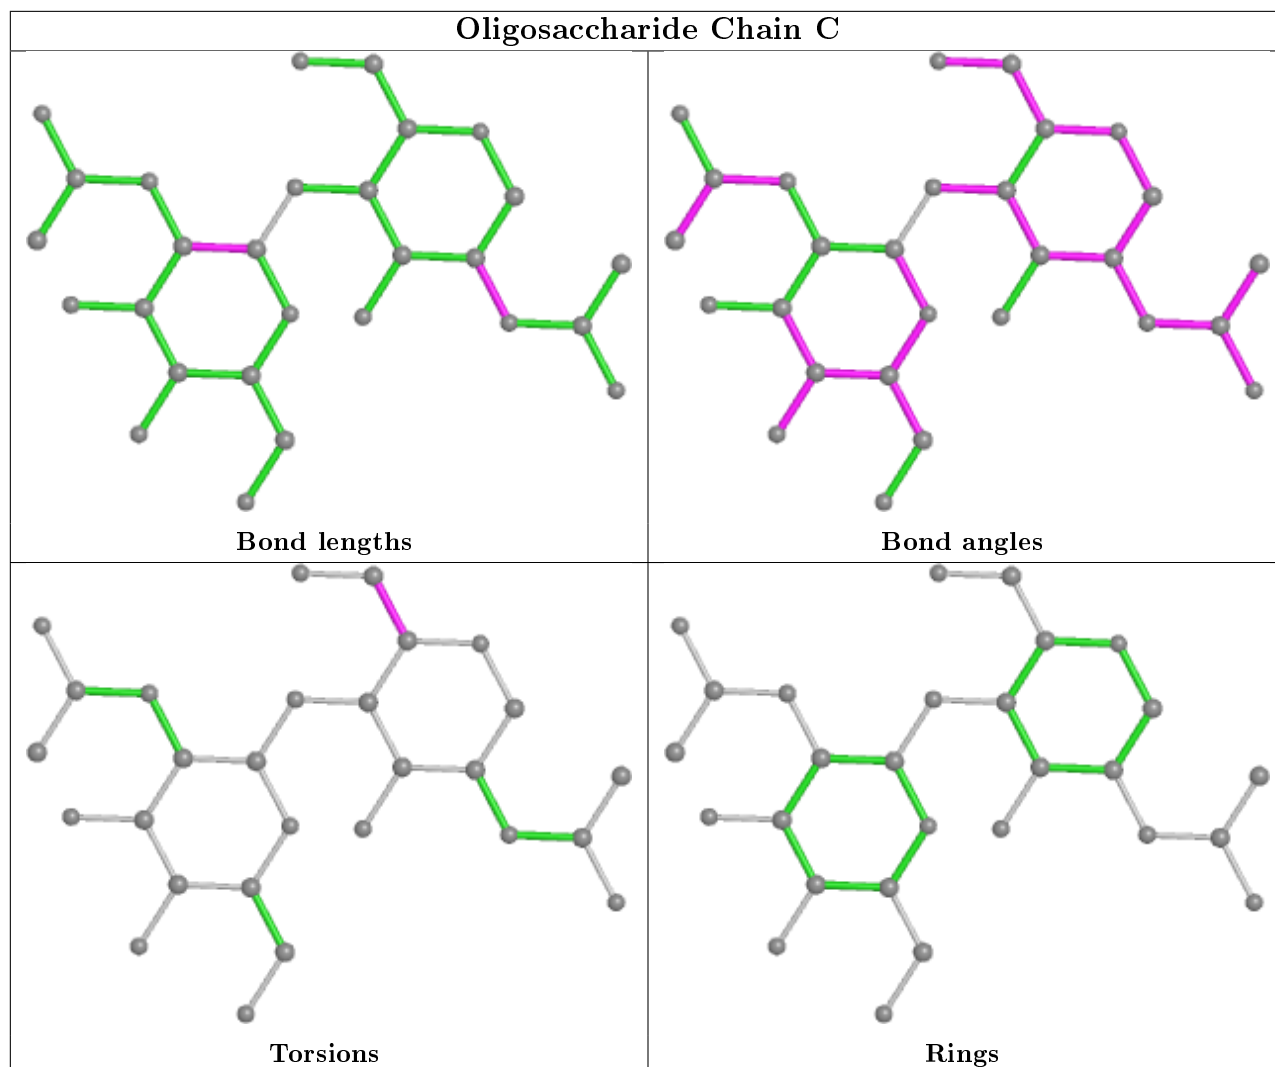 Oligosaccharide Chain C
Bond lengths
Bond angles
Torsions
Rings